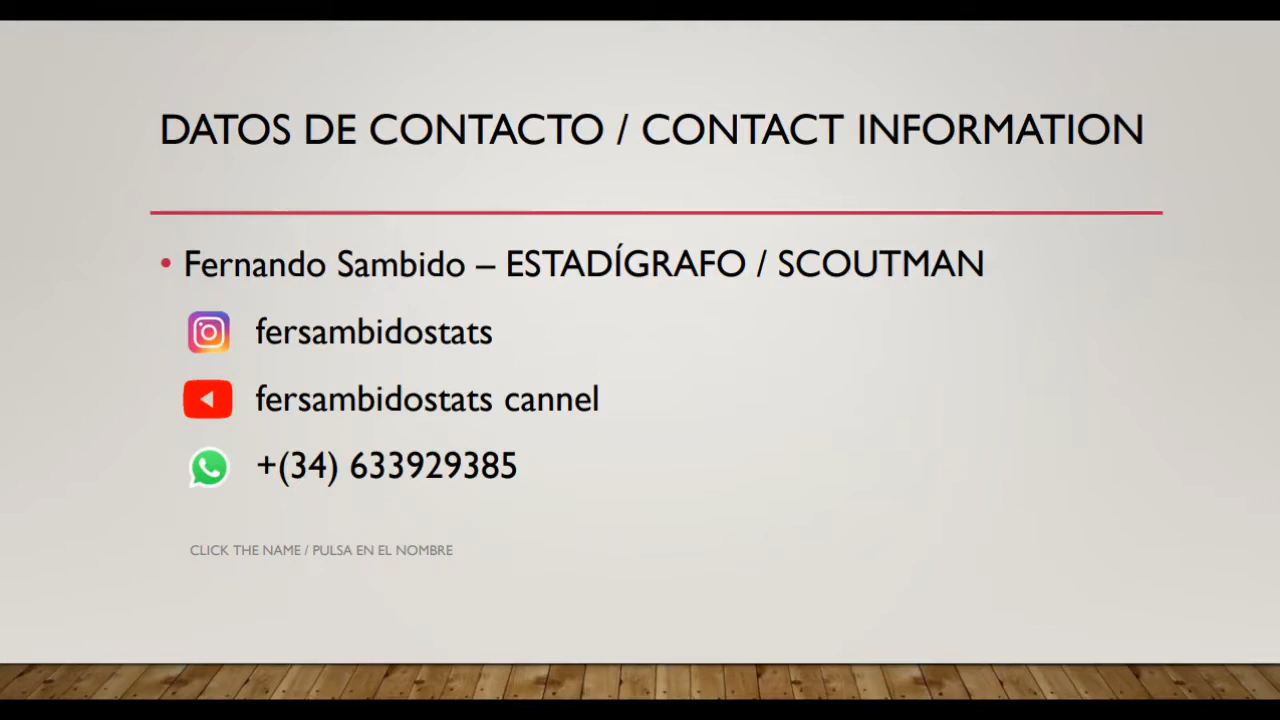 DATOS DE CONTACTO / CONTACT INFORMATION
• Fernando Sambido – ESTADÍGRAFO / SCOUTMAN
fersambidostats
fersambidostats cannel
+(34) 633929385
CLICK THE NAME / PULSA EN EL NOMBRE